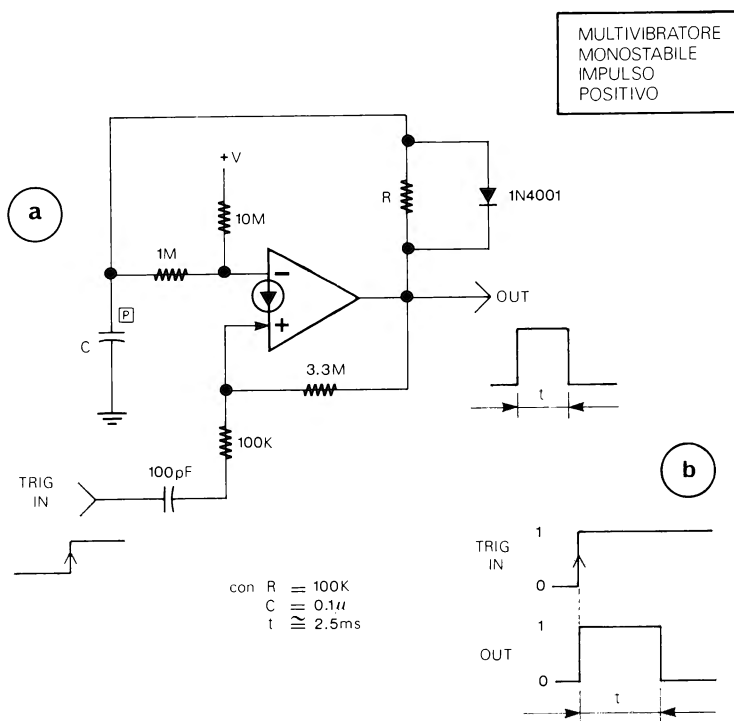 MULTIVIBRATORE
MONOSTABILE
IMPULSO
POSITIVO
a
+V
10M
1M
R
1N4001
−
+
OUT
P
C
3.3M
100K
t
100pF
TRIG
IN
b
con R = 100K
C = 0.1µ
t ≅ 2.5ms
TRIG
IN
1
0
OUT
1
0
t